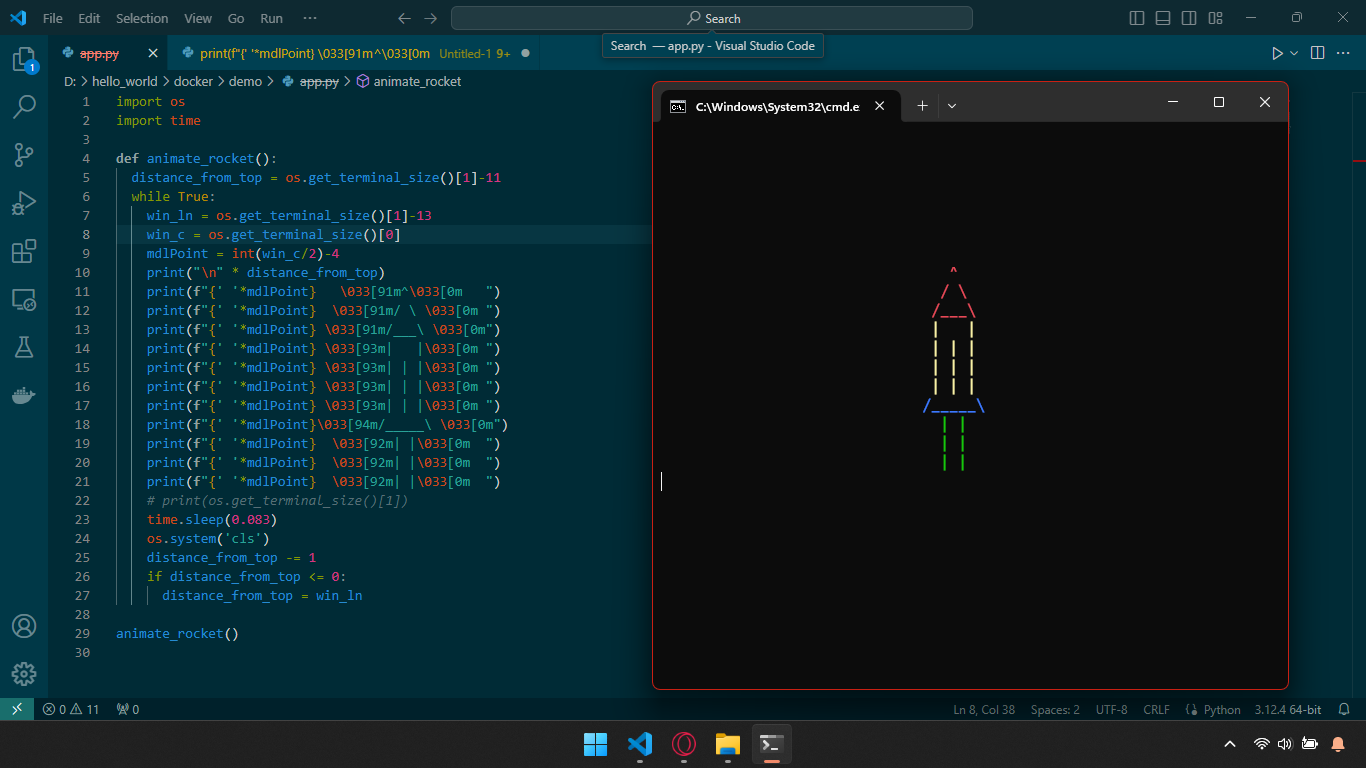 File Edit Selection View Go Run ··· Search
app.py print(f"{' '*mdlPoint} \033[91m^\033[0m Untitled-1 9+
Search — app.py - Visual Studio Code
D: > hello_world > docker > demo > app.py > animate_rocket
1 import os
2 import time
3
4 def animate_rocket():
5 distance_from_top = os.get_terminal_size()[1]-11
6 while True:
7 win_ln = os.get_terminal_size()[1]-13
8 win_c = os.get_terminal_size()[0]
9 mdlPoint = int(win_c/2)-4
10 print("\n" * distance_from_top)
11 print(f"{' '*mdlPoint}   \033[91m^\033[0m   ")
12 print(f"{' '*mdlPoint}  \033[91m/ \ \033[0m ")
13 print(f"{' '*mdlPoint} \033[91m/___\ \033[0m")
14 print(f"{' '*mdlPoint} \033[93m|   |\033[0m ")
15 print(f"{' '*mdlPoint} \033[93m| | |\033[0m ")
16 print(f"{' '*mdlPoint} \033[93m| | |\033[0m ")
17 print(f"{' '*mdlPoint} \033[93m| | |\033[0m ")
18 print(f"{' '*mdlPoint}\033[94m/_____\ \033[0m")
19 print(f"{' '*mdlPoint}  \033[92m| |\033[0m  ")
20 print(f"{' '*mdlPoint}  \033[92m| |\033[0m  ")
21 print(f"{' '*mdlPoint}  \033[92m| |\033[0m  ")
22 # print(os.get_terminal_size()[1])
23 time.sleep(0.083)
24 os.system('cls')
25 distance_from_top -= 1
26 if distance_from_top <= 0:
27 distance_from_top = win_ln
28
29 animate_rocket()
30
C:\Windows\System32\cmd.e
   ^
  / \
 /___\
 |   |
 | | |
 | | |
 | | |
/_____\
  | |
  | |
  | |
1
0 11 0 Ln 8, Col 38 Spaces: 2 UTF-8 CRLF Python 3.12.4 64-bit